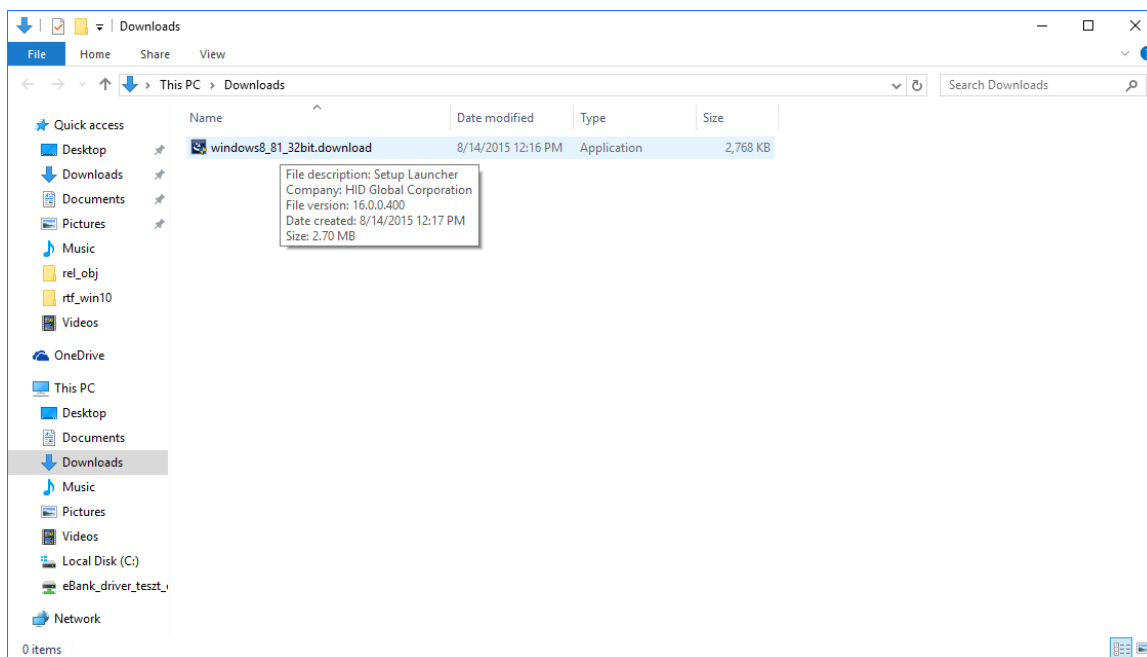 Downloads
File Home Share View
This PC > Downloads
Search Downloads
Name Date modified Type Size
windows8_81_32bit.download 8/14/2015 12:16 PM Application 2,768 KB
File description: Setup Launcher
Company: HID Global Corporation
File version: 16.0.0.400
Date created: 8/14/2015 12:17 PM
Size: 2.70 MB
Quick access
Desktop
Downloads
Documents
Pictures
Music
rel_obj
rtf_win10
Videos
OneDrive
This PC
Desktop
Documents
Downloads
Music
Pictures
Videos
Local Disk (C:)
eBank_driver_teszt_
Network
0 items